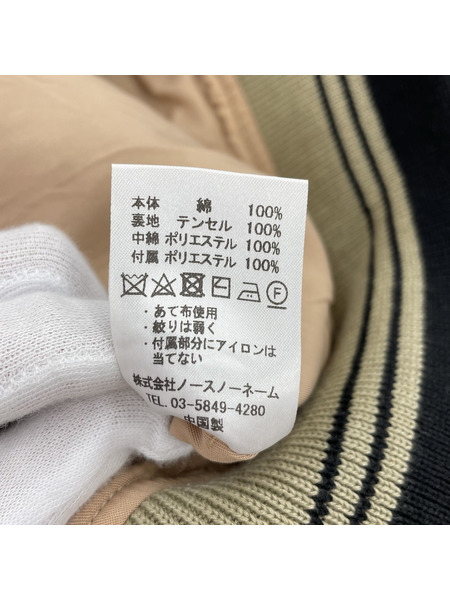 本体 綿 100%
裏地 テンセル 100%
中綿 ポリエステル 100%
付属 ポリエステル 100%
F
・あて布使用
・絞りは弱く
・付属部分にアイロンは
当てない
株式会社ノースノーネーム
TEL. 03-5849-4280
中国製